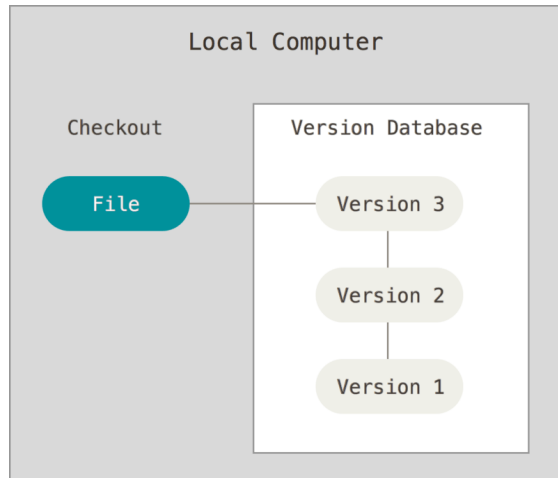 Local Computer
Checkout
Version Database
File
Version 3
Version 2
Version 1